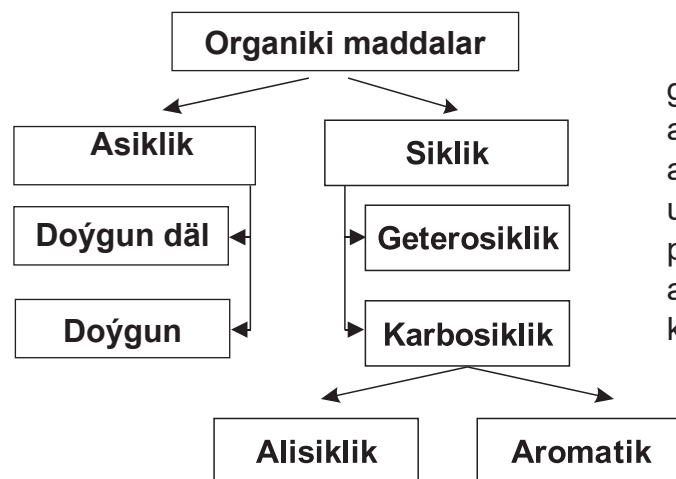 Organiki maddalar
Asiklik
Siklik
Doýgun däl
Geterosiklik
Doýgun
Karbosiklik
Alisiklik
Aromatik